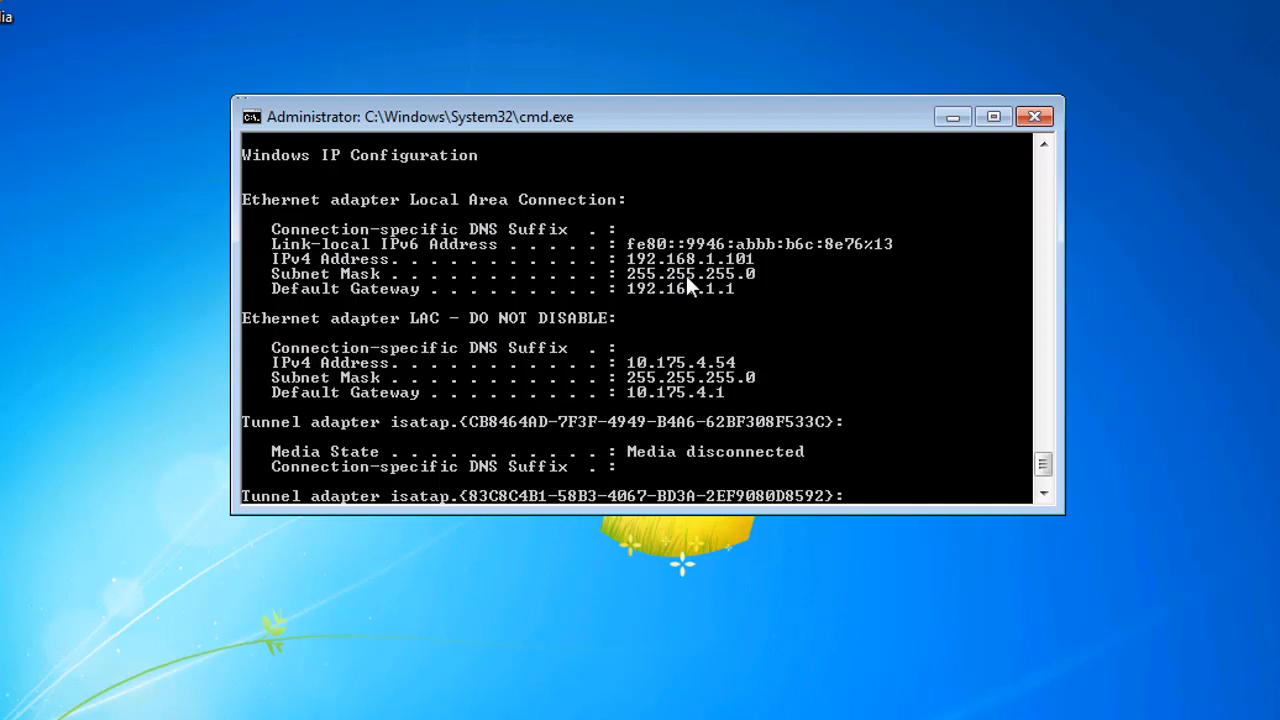 ia
Administrator: C:\Windows\System32\cmd.exe
Windows IP Configuration
Ethernet adapter Local Area Connection:
Connection-specific DNS Suffix . :
Link-local IPv6 Address . . . . . : fe80::9946:abbb:b6c:8e76%13
IPv4 Address. . . . . . . . . . . : 192.168.1.101
Subnet Mask . . . . . . . . . . . : 255.255.255.0
Default Gateway . . . . . . . . . : 192.168.1.1
Ethernet adapter LAC - DO NOT DISABLE:
Connection-specific DNS Suffix . :
IPv4 Address. . . . . . . . . . . : 10.175.4.54
Subnet Mask . . . . . . . . . . . : 255.255.255.0
Default Gateway . . . . . . . . . : 10.175.4.1
Tunnel adapter isatap.{CB8464AD-7F3F-4949-B4A6-62BF308F533C}:
Media State . . . . . . . . . . . : Media disconnected
Connection-specific DNS Suffix . :
Tunnel adapter isatap.{83C8C4B1-58B3-4067-BD3A-2EF9080D8592}: